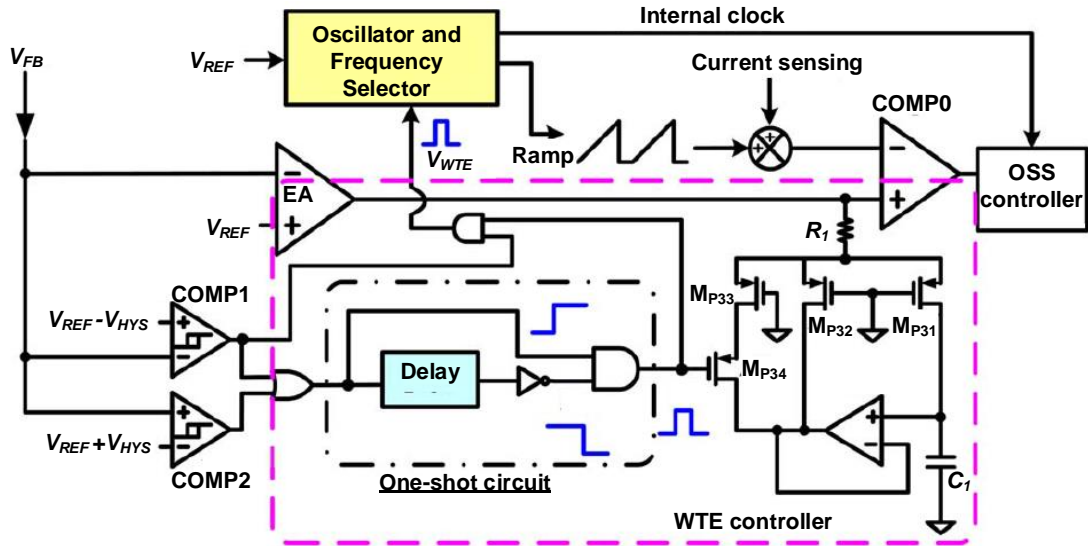 Internal clock
Oscillator and
Frequency
Selector
V_FB
V_REF
Current sensing
COMP0
V_WTE
Ramp
OSS
controller
EA
V_REF
R_1
COMP1
V_REF - V_HYS
M_P33
M_P32
M_P31
Delay
M_P34
V_REF + V_HYS
COMP2
One-shot circuit
C_1
WTE controller